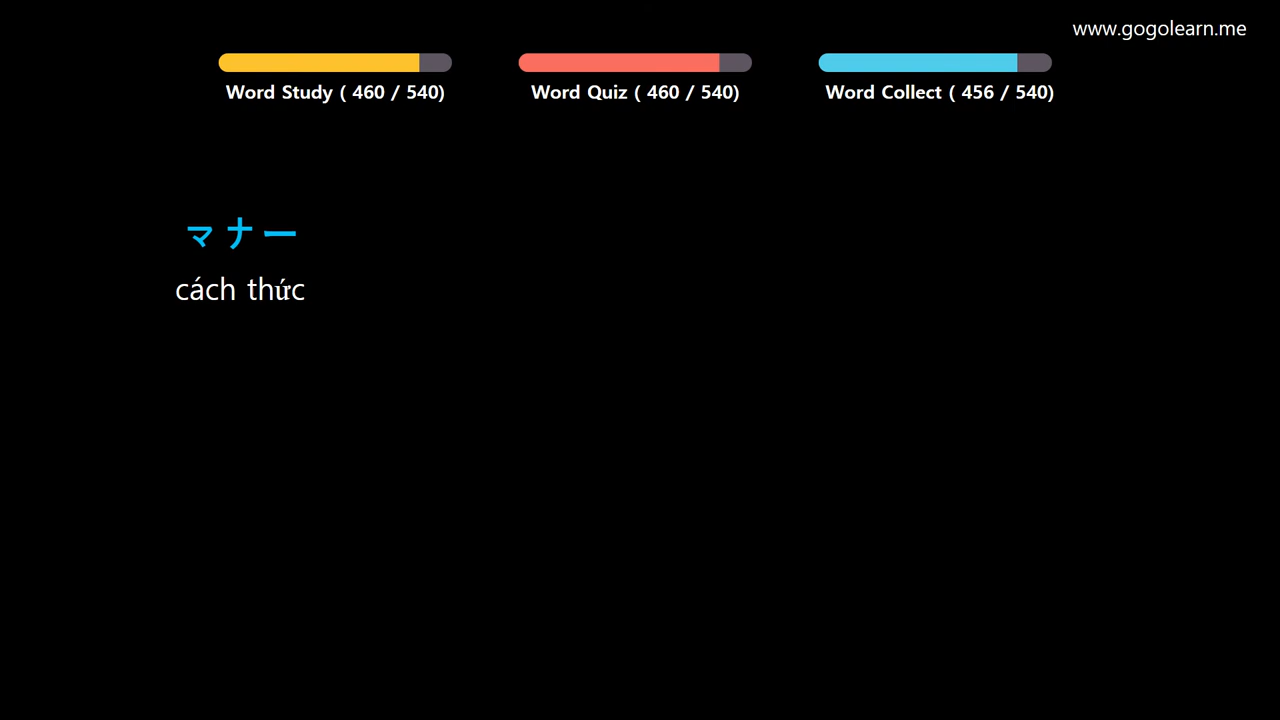 www.gogolearn.me
Word Study ( 460 / 540)
Word Quiz ( 460 / 540)
Word Collect ( 456 / 540)
マナー
cách thức